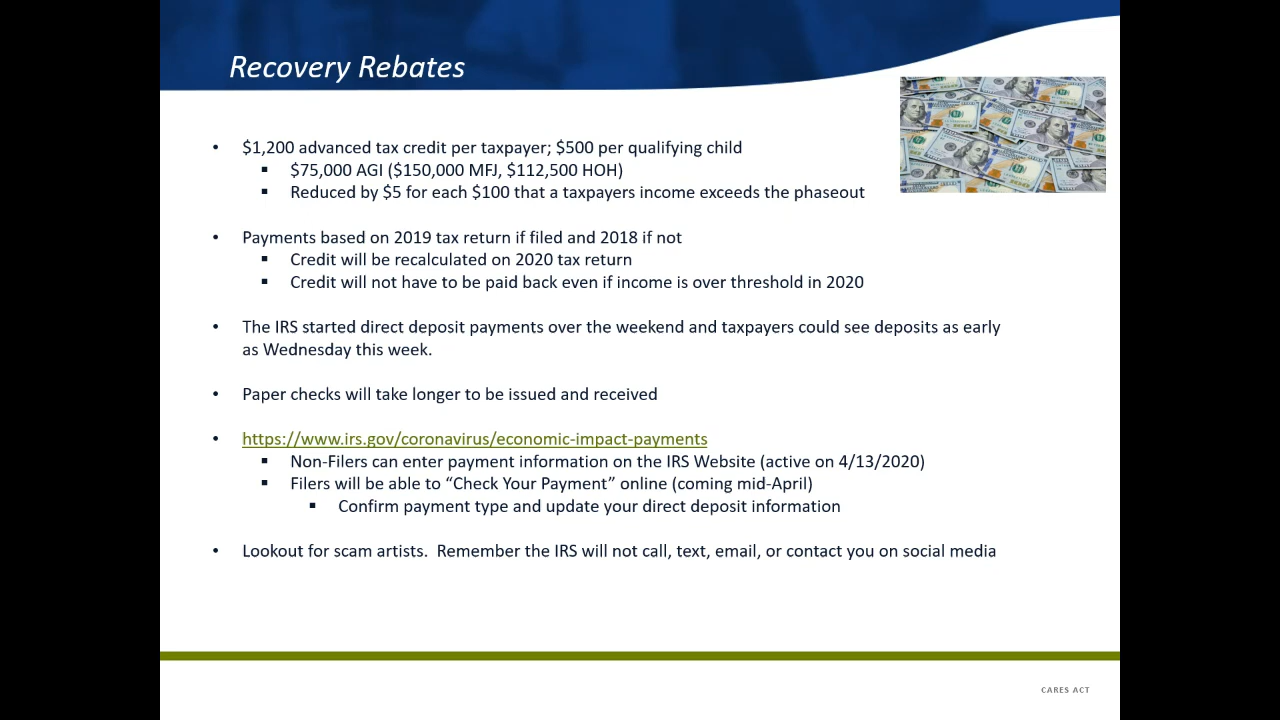 Recovery Rebates
• $1,200 advanced tax credit per taxpayer; $500 per qualifying child
▪ $75,000 AGI ($150,000 MFJ, $112,500 HOH)
▪ Reduced by $5 for each $100 that a taxpayers income exceeds the phaseout
• Payments based on 2019 tax return if filed and 2018 if not
▪ Credit will be recalculated on 2020 tax return
▪ Credit will not have to be paid back even if income is over threshold in 2020
• The IRS started direct deposit payments over the weekend and taxpayers could see deposits as early
as Wednesday this week.
• Paper checks will take longer to be issued and received
• https://www.irs.gov/coronavirus/economic-impact-payments
▪ Non-Filers can enter payment information on the IRS Website (active on 4/13/2020)
▪ Filers will be able to “Check Your Payment” online (coming mid-April)
▪ Confirm payment type and update your direct deposit information
• Lookout for scam artists.  Remember the IRS will not call, text, email, or contact you on social media
CARES ACT